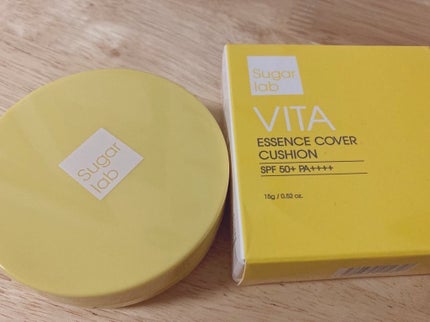 Sugar
lab
Sugar
lab
VITA
ESSENCE COVER
CUSHION
SPF 50+ PA++++
15g / 0.52 oz.